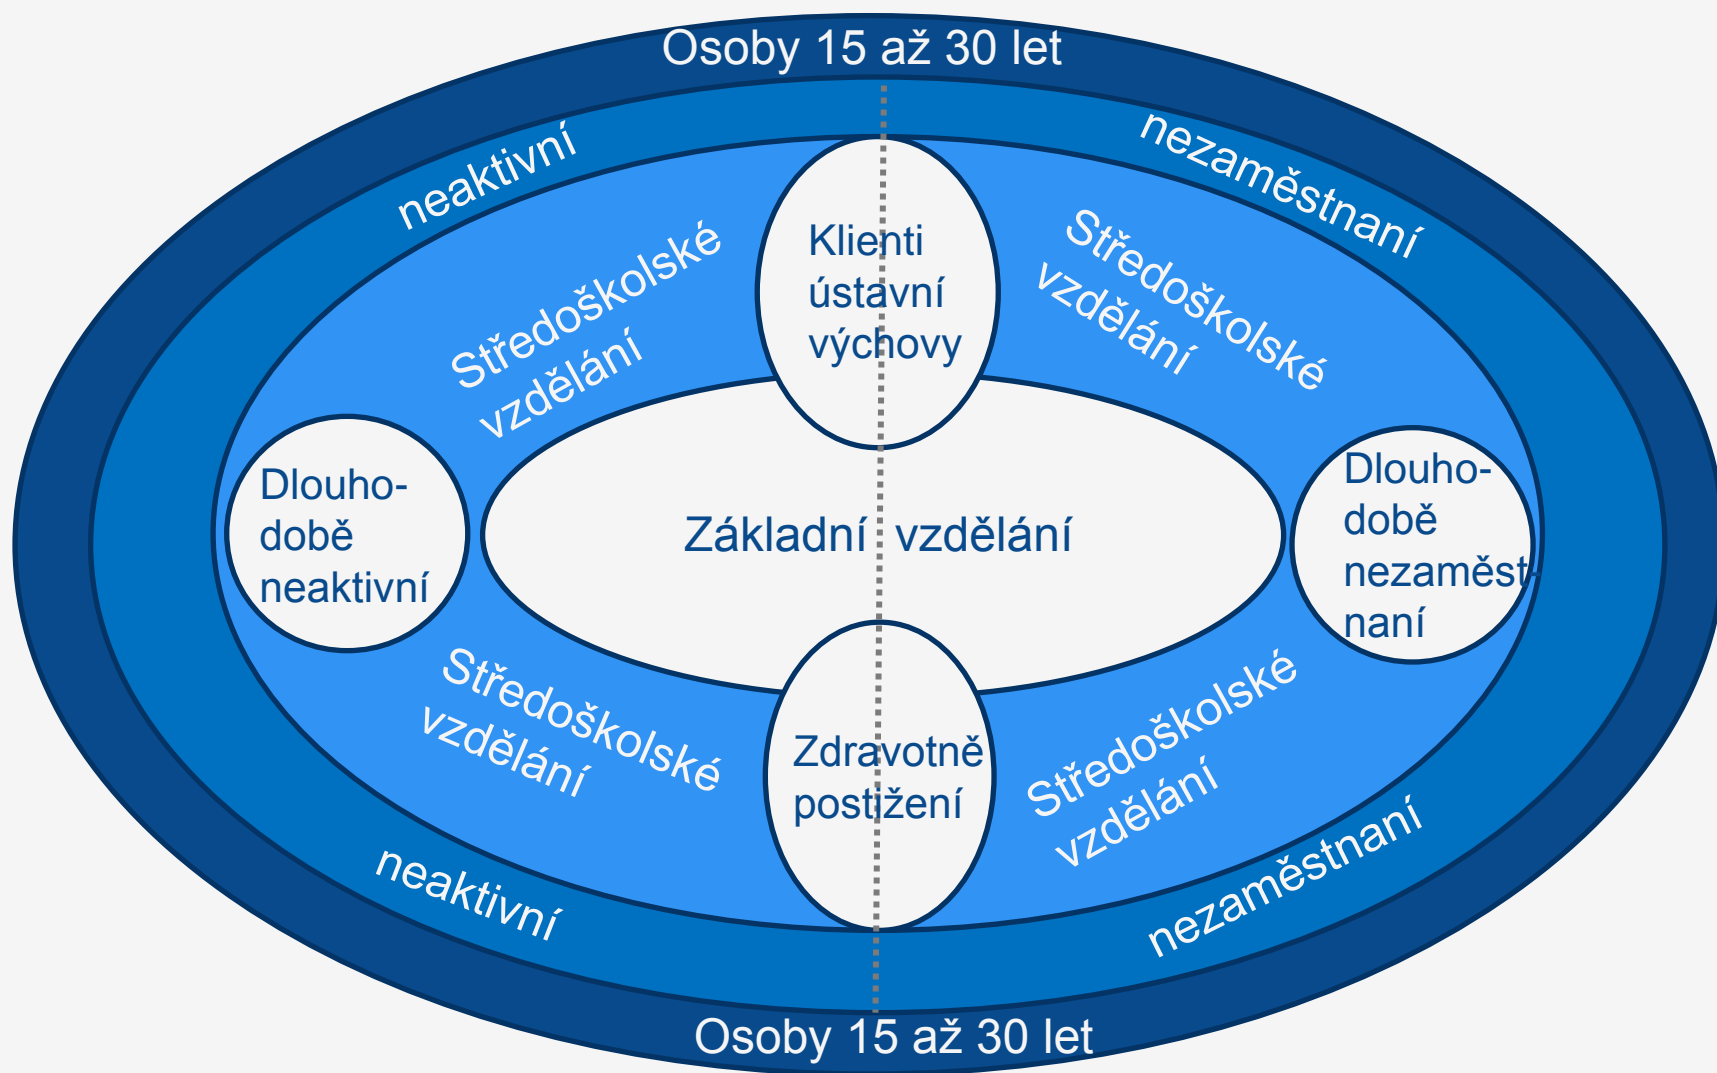 Osoby 15 až 30 let
neaktivní
nezaměstnaní
Středoškolské
vzdělání
Klienti
ústavní
výchovy
Středoškolské
vzdělání
Dlouho-
době
neaktivní
Základní vzdělání
Dlouho-
době
nezaměst-
naní
Středoškolské
vzdělání
Zdravotně
postižení
Středoškolské
vzdělání
neaktivní
nezaměstnaní
Osoby 15 až 30 let